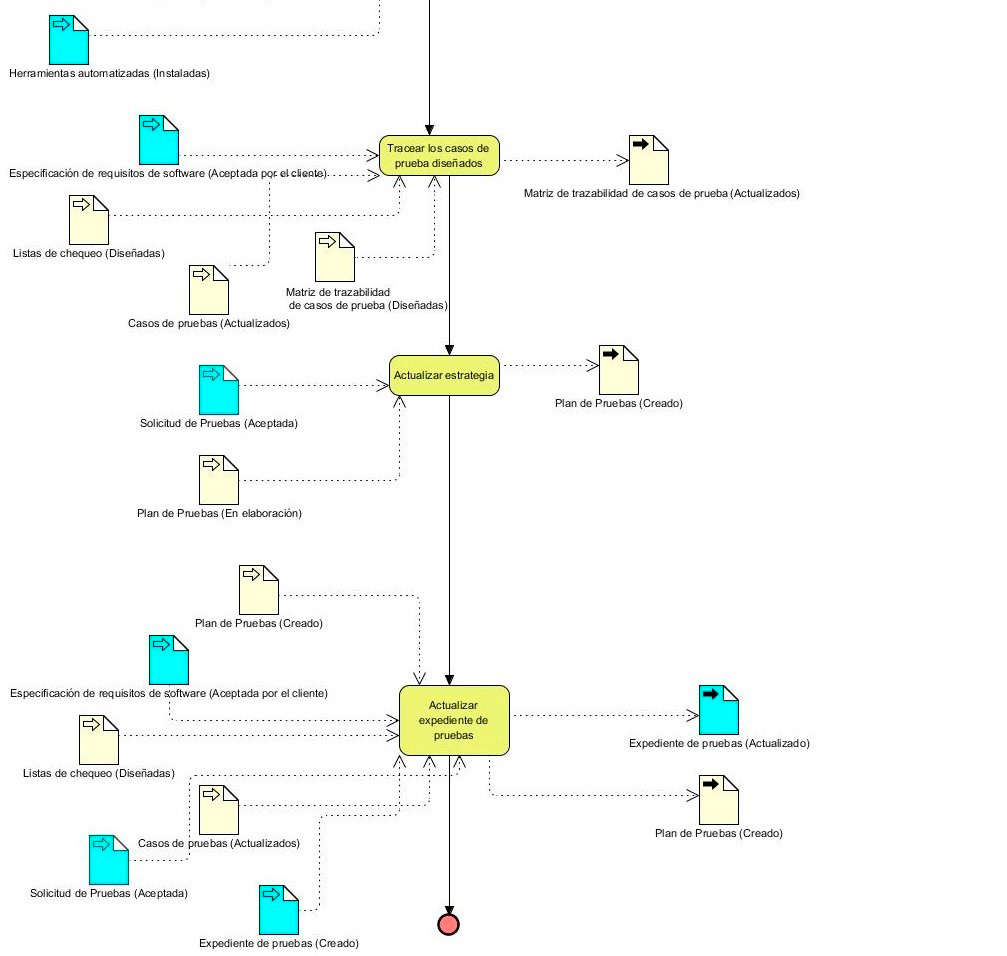 Herramientas automatizadas (Instaladas)
Tracear los casos de
prueba diseñados
Especificación de requisitos de software (Aceptada por el cliente)
Matriz de trazabilidad de casos de prueba (Actualizados)
Listas de chequeo (Diseñadas)
Matriz de trazabilidad
de casos de prueba (Diseñadas)
Casos de pruebas (Actualizados)
Actualizar estrategia
Plan de Pruebas (Creado)
Solicitud de Pruebas (Aceptada)
Plan de Pruebas (En elaboración)
Plan de Pruebas (Creado)
Especificación de requisitos de software (Aceptada por el cliente)
Actualizar
expediente de
pruebas
Expediente de pruebas (Actualizado)
Listas de chequeo (Diseñadas)
Plan de Pruebas (Creado)
Casos de pruebas (Actualizados)
Solicitud de Pruebas (Aceptada)
Expediente de pruebas (Creado)